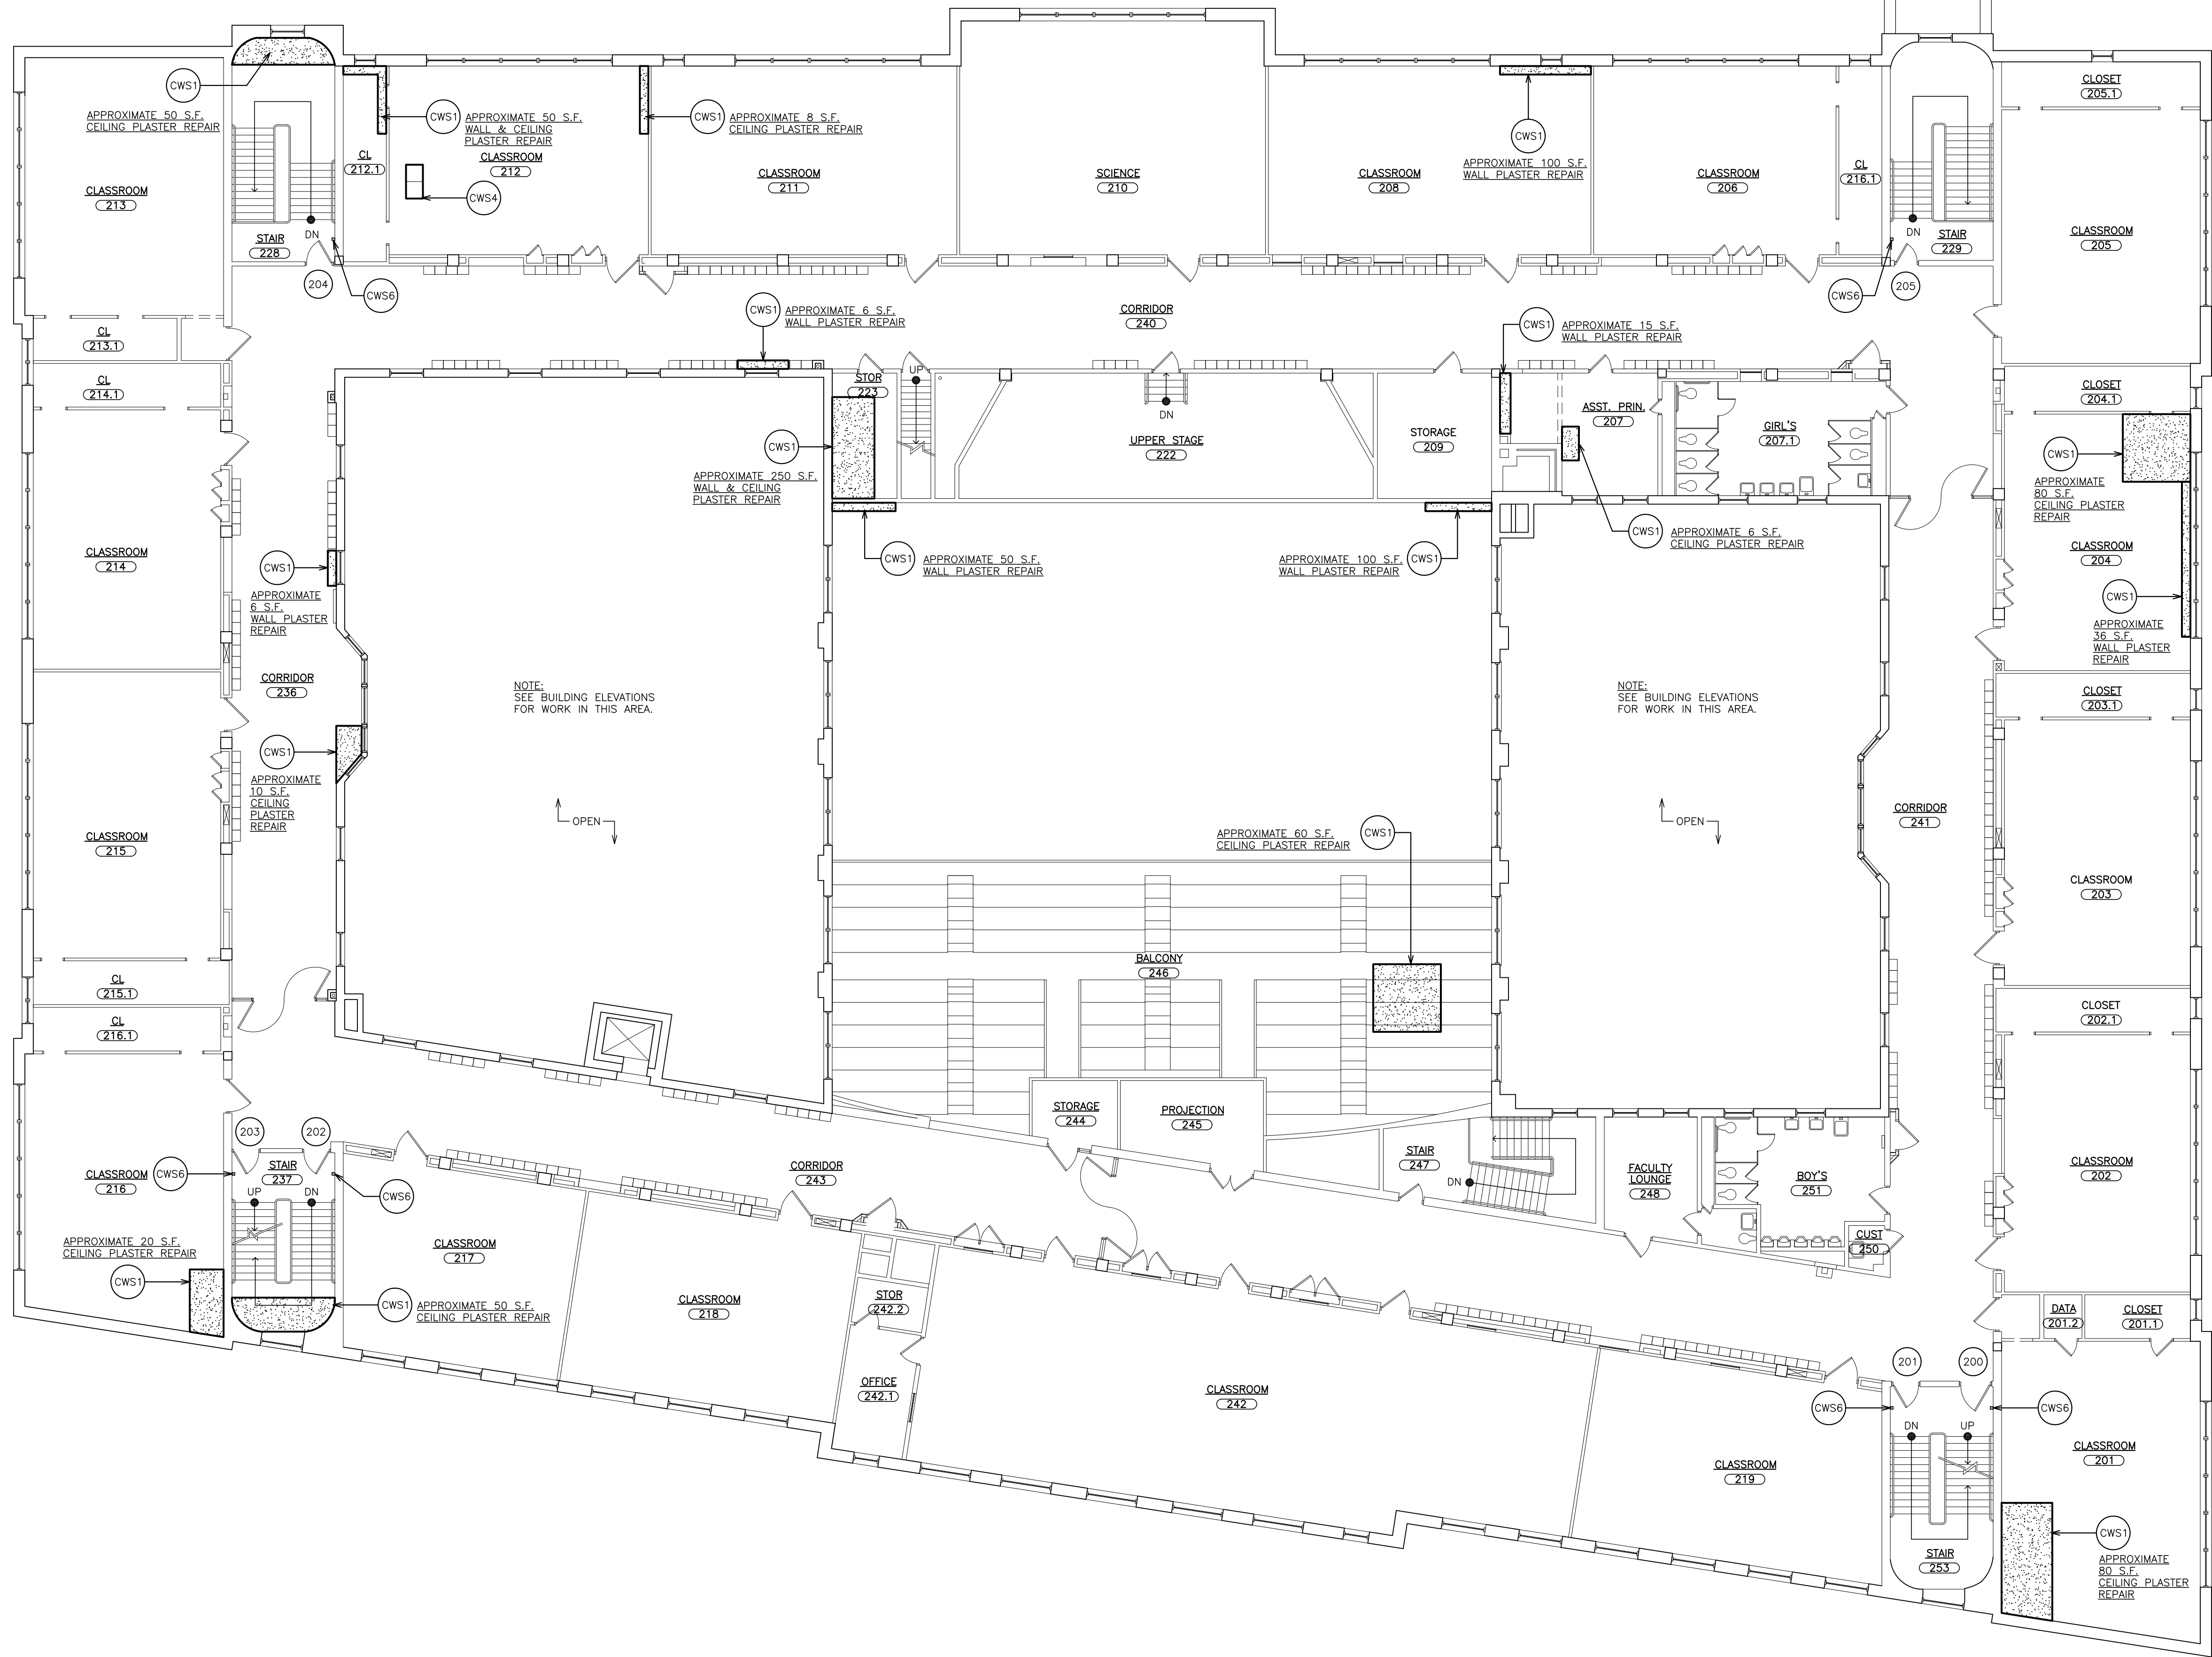 CWS1
APPROXIMATE 50 S.F.
CEILING PLASTER REPAIR
CLASSROOM
213
DN
STAIR
228
204
CWS6
CL
212.1
CWS1
APPROXIMATE 50 S.F.
WALL & CEILING
PLASTER REPAIR
CLASSROOM
212
CWS4
CWS1
APPROXIMATE 8 S.F.
CEILING PLASTER REPAIR
CLASSROOM
211
SCIENCE
210
CLASSROOM
208
CWS1
APPROXIMATE 100 S.F.
WALL PLASTER REPAIR
CLASSROOM
206
CL
216.1
DN
STAIR
229
CWS6
205
CLOSET
205.1
CLASSROOM
205
CL
213.1
CL
214.1
CLASSROOM
214
CWS1
APPROXIMATE 6 S.F.
WALL PLASTER REPAIR
CORRIDOR
240
CWS1
APPROXIMATE 15 S.F.
WALL PLASTER REPAIR
STOR
223
UP
CWS1
APPROXIMATE 250 S.F.
WALL & CEILING
PLASTER REPAIR
DN
UPPER STAGE
222
STORAGE
209
ASST. PRIN.
207
GIRL'S
207.1
CLOSET
204.1
CWS1
APPROXIMATE
80 S.F.
CEILING PLASTER
REPAIR
CLASSROOM
204
CWS1
APPROXIMATE
36 S.F.
WALL PLASTER
REPAIR
CWS1
APPROXIMATE 50 S.F.
WALL PLASTER REPAIR
APPROXIMATE 100 S.F.
WALL PLASTER REPAIR
CWS1
CWS1
APPROXIMATE 6 S.F.
CEILING PLASTER REPAIR
CWS1
APPROXIMATE
6 S.F.
WALL PLASTER
REPAIR
CORRIDOR
236
CWS1
APPROXIMATE
10 S.F.
CEILING
PLASTER
REPAIR
NOTE:
SEE BUILDING ELEVATIONS
FOR WORK IN THIS AREA.
OPEN
NOTE:
SEE BUILDING ELEVATIONS
FOR WORK IN THIS AREA.
OPEN
CLOSET
203.1
CORRIDOR
241
CLASSROOM
203
CLASSROOM
215
CL
215.1
CL
216.1
APPROXIMATE 60 S.F.
CEILING PLASTER REPAIR
CWS1
BALCONY
246
CLOSET
202.1
CLASSROOM
202
STORAGE
244
PROJECTION
245
STAIR
247
DN
FACULTY
LOUNGE
248
BOY'S
251
CUST
250
203
202
CLASSROOM
216
CWS6
STAIR
237
UP
DN
CWS6
APPROXIMATE 20 S.F.
CEILING PLASTER REPAIR
CWS1
CWS1
APPROXIMATE 50 S.F.
CEILING PLASTER REPAIR
CLASSROOM
217
CORRIDOR
243
CLASSROOM
218
STOR
242.2
OFFICE
242.1
CLASSROOM
242
CLASSROOM
219
DATA
201.2
CLOSET
201.1
201
200
CWS6
CWS6
DN
UP
STAIR
253
CLASSROOM
201
CWS1
APPROXIMATE
80 S.F.
CEILING PLASTER
REPAIR